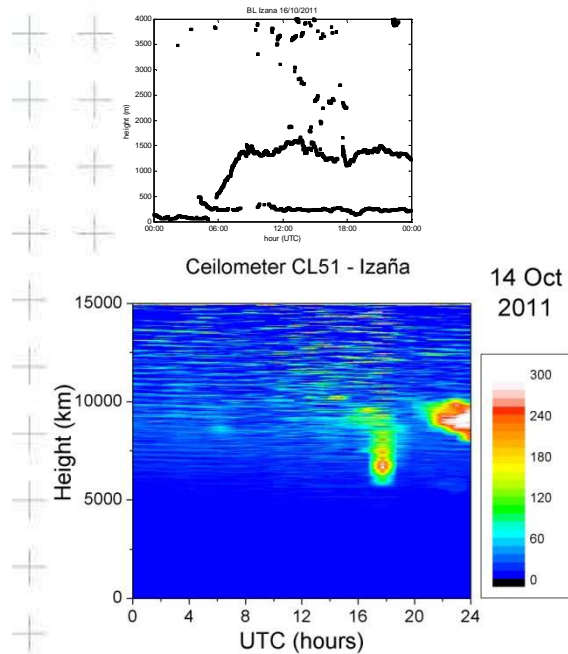 BL Izana 16/10/2011
4000
3500
3000
2500
2000
1500
1000
500
0
height (m)
00:00 06:00 12:00 18:00 00:00
hour (UTC)
Ceilometer CL51 - Izaña
14 Oct
2011
15000
10000
5000
0
Height (km)
0 4 8 12 16 20 24
UTC (hours)
300
240
180
120
60
0